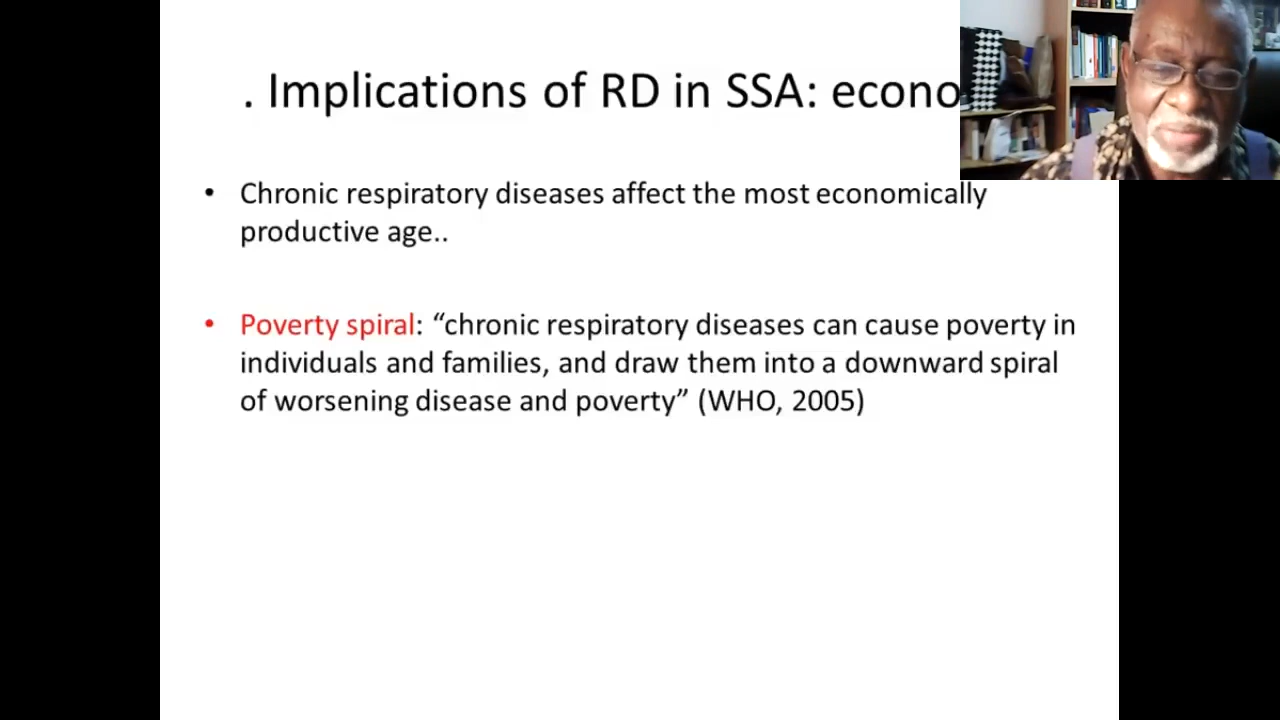 . Implications of RD in SSA: econo
• Chronic respiratory diseases affect the most economically
productive age..
• Poverty spiral: “chronic respiratory diseases can cause poverty in
individuals and families, and draw them into a downward spiral
of worsening disease and poverty” (WHO, 2005)